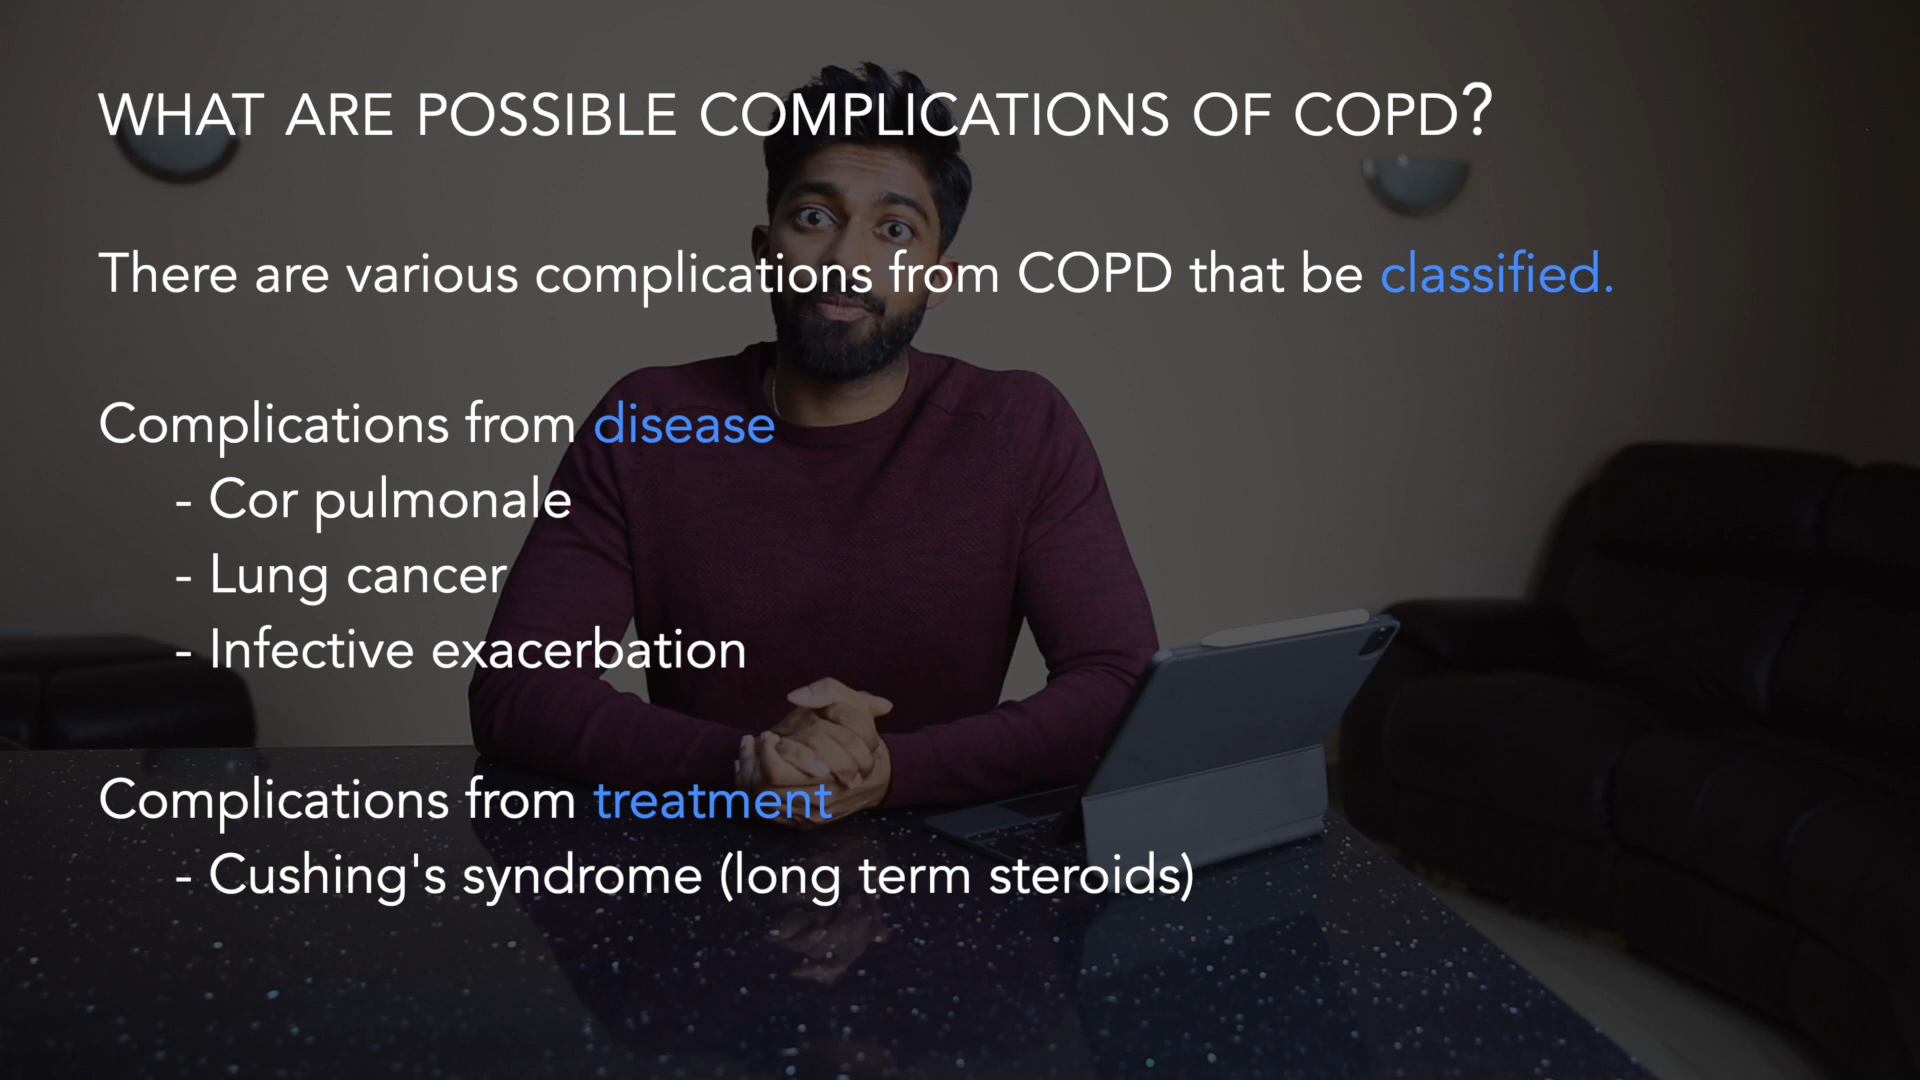 WHAT ARE POSSIBLE COMPLICATIONS OF COPD?
There are various complications from COPD that be classified.
Complications from disease
- Cor pulmonale
- Lung cancer
- Infective exacerbation
Complications from treatment
- Cushing's syndrome (long term steroids)